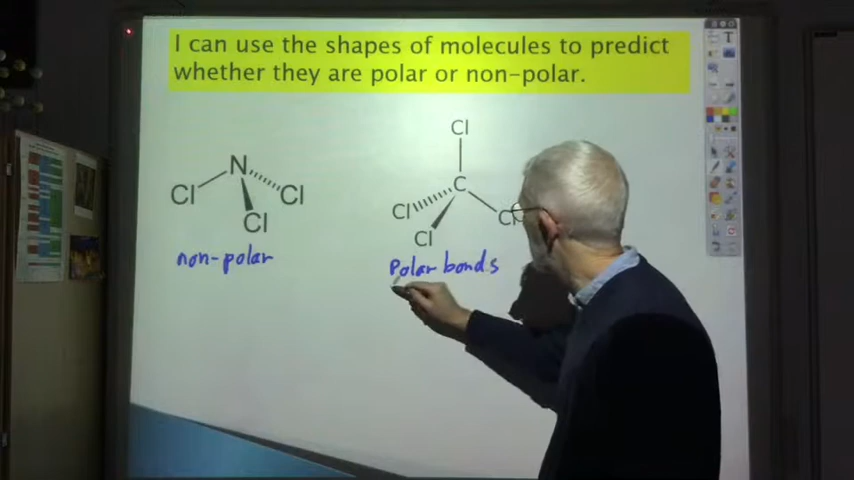 I can use the shapes of molecules to predict
whether they are polar or non-polar.
N
Cl
Cl
Cl
non-polar
Cl
C
Cl
Cl
Cl
Polar bonds